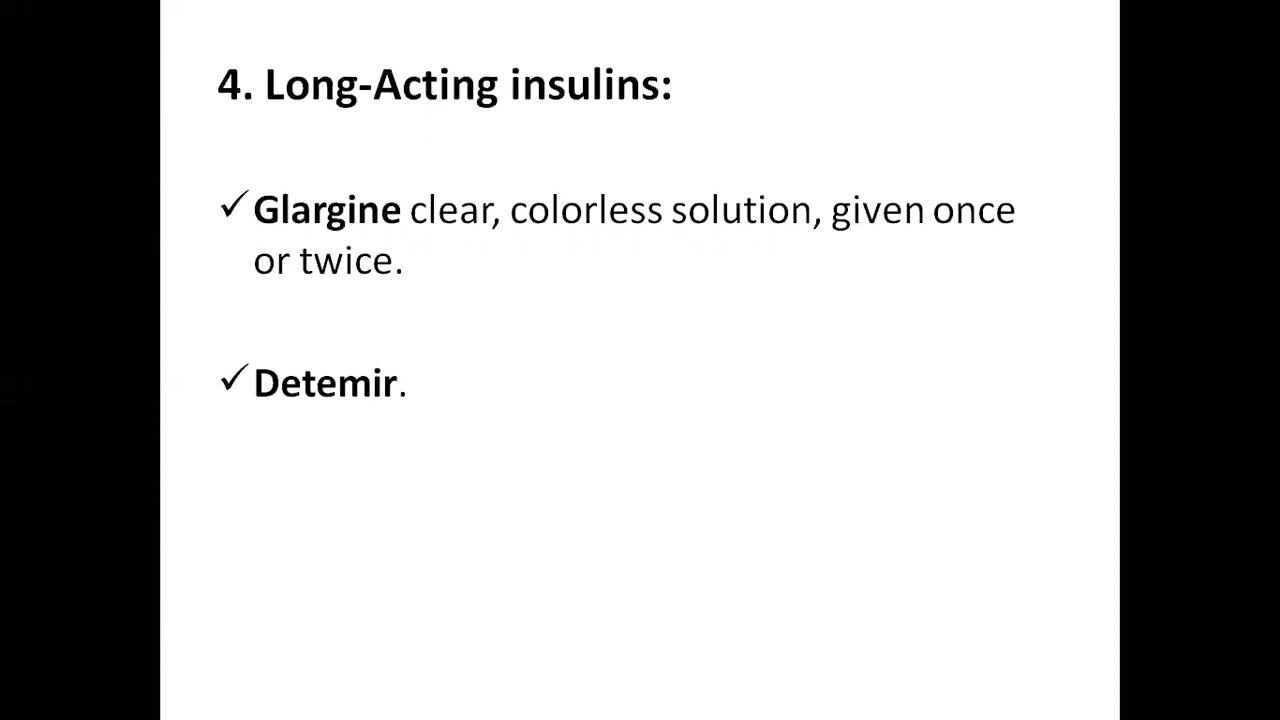 4. Long-Acting insulins:
✓ Glargine clear, colorless solution, given once
or twice.
✓ Detemir.